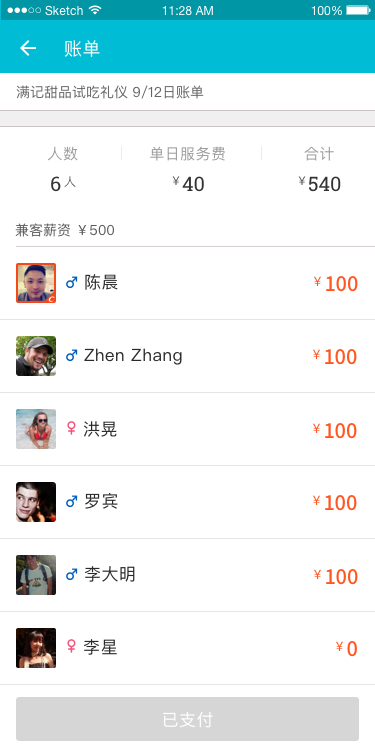 Sketch 11:28 AM 100%
账单
满记甜品试吃礼仪 9/12日账单
人数 单日服务费 合计
6人 ¥40 ¥540
兼客薪资 ¥500
陈晨 ¥100
Zhen Zhang ¥100
洪晃 ¥100
罗宾 ¥100
李大明 ¥100
李星 ¥0
已支付